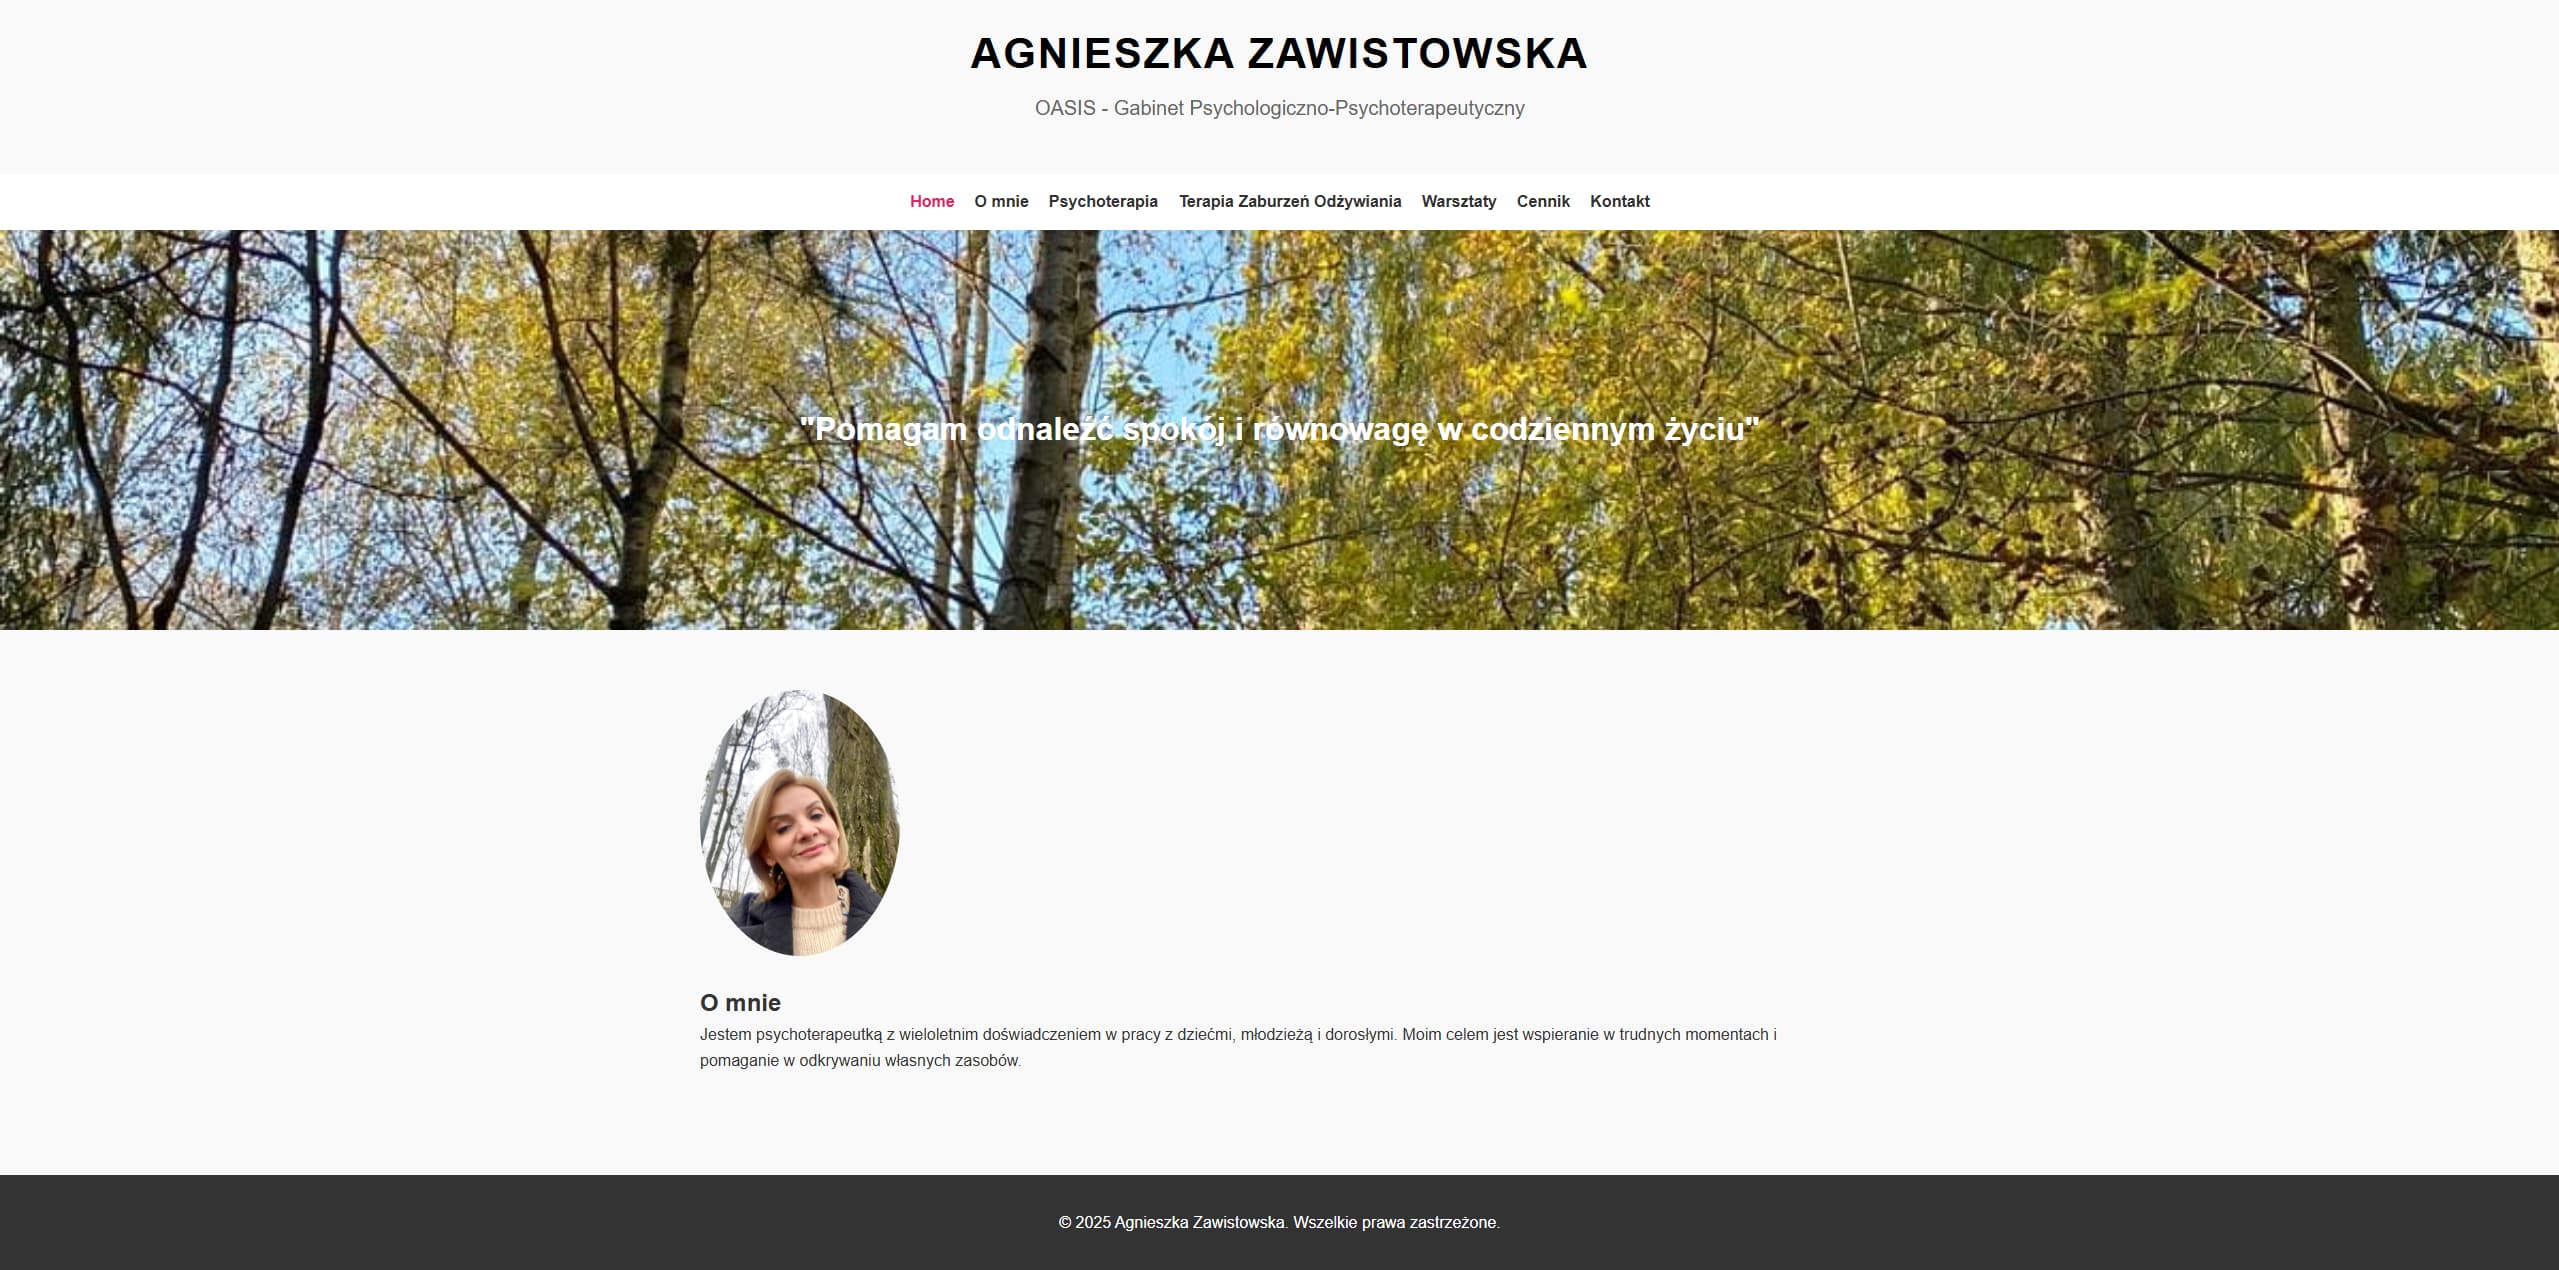 AGNIESZKA ZAWISTOWSKA
OASIS - Gabinet Psychologiczno-Psychoterapeutyczny
Home O mnie Psychoterapia Terapia Zaburzeń Odżywiania Warsztaty Cennik Kontakt
"Pomagam odnaleźć spokój i równowagę w codziennym życiu"
O mnie
Jestem psychoterapeutką z wieloletnim doświadczeniem w pracy z dziećmi, młodzieżą i dorosłymi. Moim celem jest wspieranie w trudnych momentach i
pomaganie w odkrywaniu własnych zasobów.
© 2025 Agnieszka Zawistowska. Wszelkie prawa zastrzeżone.